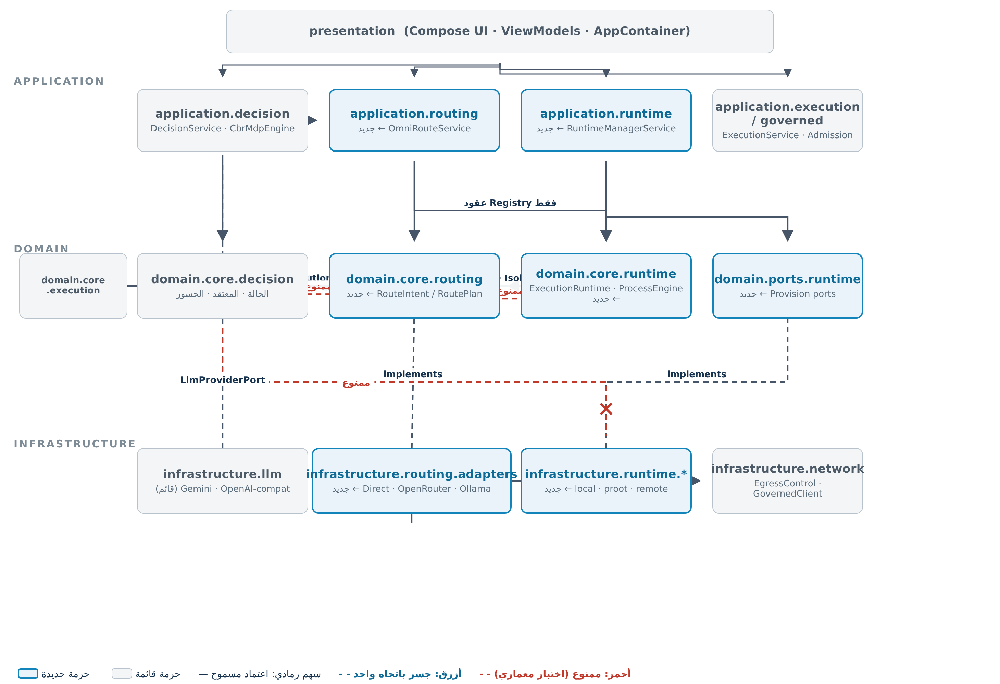 presentation (Compose UI · ViewModels · AppContainer)
APPLICATION
application.decision
DecisionService · CbrMdpEngine
application.routing
جديد ← OmniRouteService
application.runtime
جديد ← RuntimeManagerService
application.execution
/ governed
ExecutionService · Admission
عقود Registry فقط
DOMAIN
domain.core
.execution
domain.core.decision
الحالة · المعتقد · الجسور
ممنوع
domain.core.routing
جديد ← RouteIntent / RoutePlan
ممنوع
domain.core.runtime
ExecutionRuntime · ProcessEngine
جديد ←
domain.ports.runtime
جديد ← Provision ports
LlmProviderPort
ممنوع
implements
implements
INFRASTRUCTURE
infrastructure.llm
(قائم) Gemini · OpenAI-compat
infrastructure.routing.adapters
جديد ← Direct · OpenRouter · Ollama
infrastructure.runtime.*
جديد ← local · proot · remote
infrastructure.network
EgressControl ·
GovernedClient
حزمة جديدة
حزمة قائمة
سهم رمادي: اعتماد مسموح —
أزرق: جسر باتجاه واحد - -
أحمر: ممنوع (اختبار معماري) - -